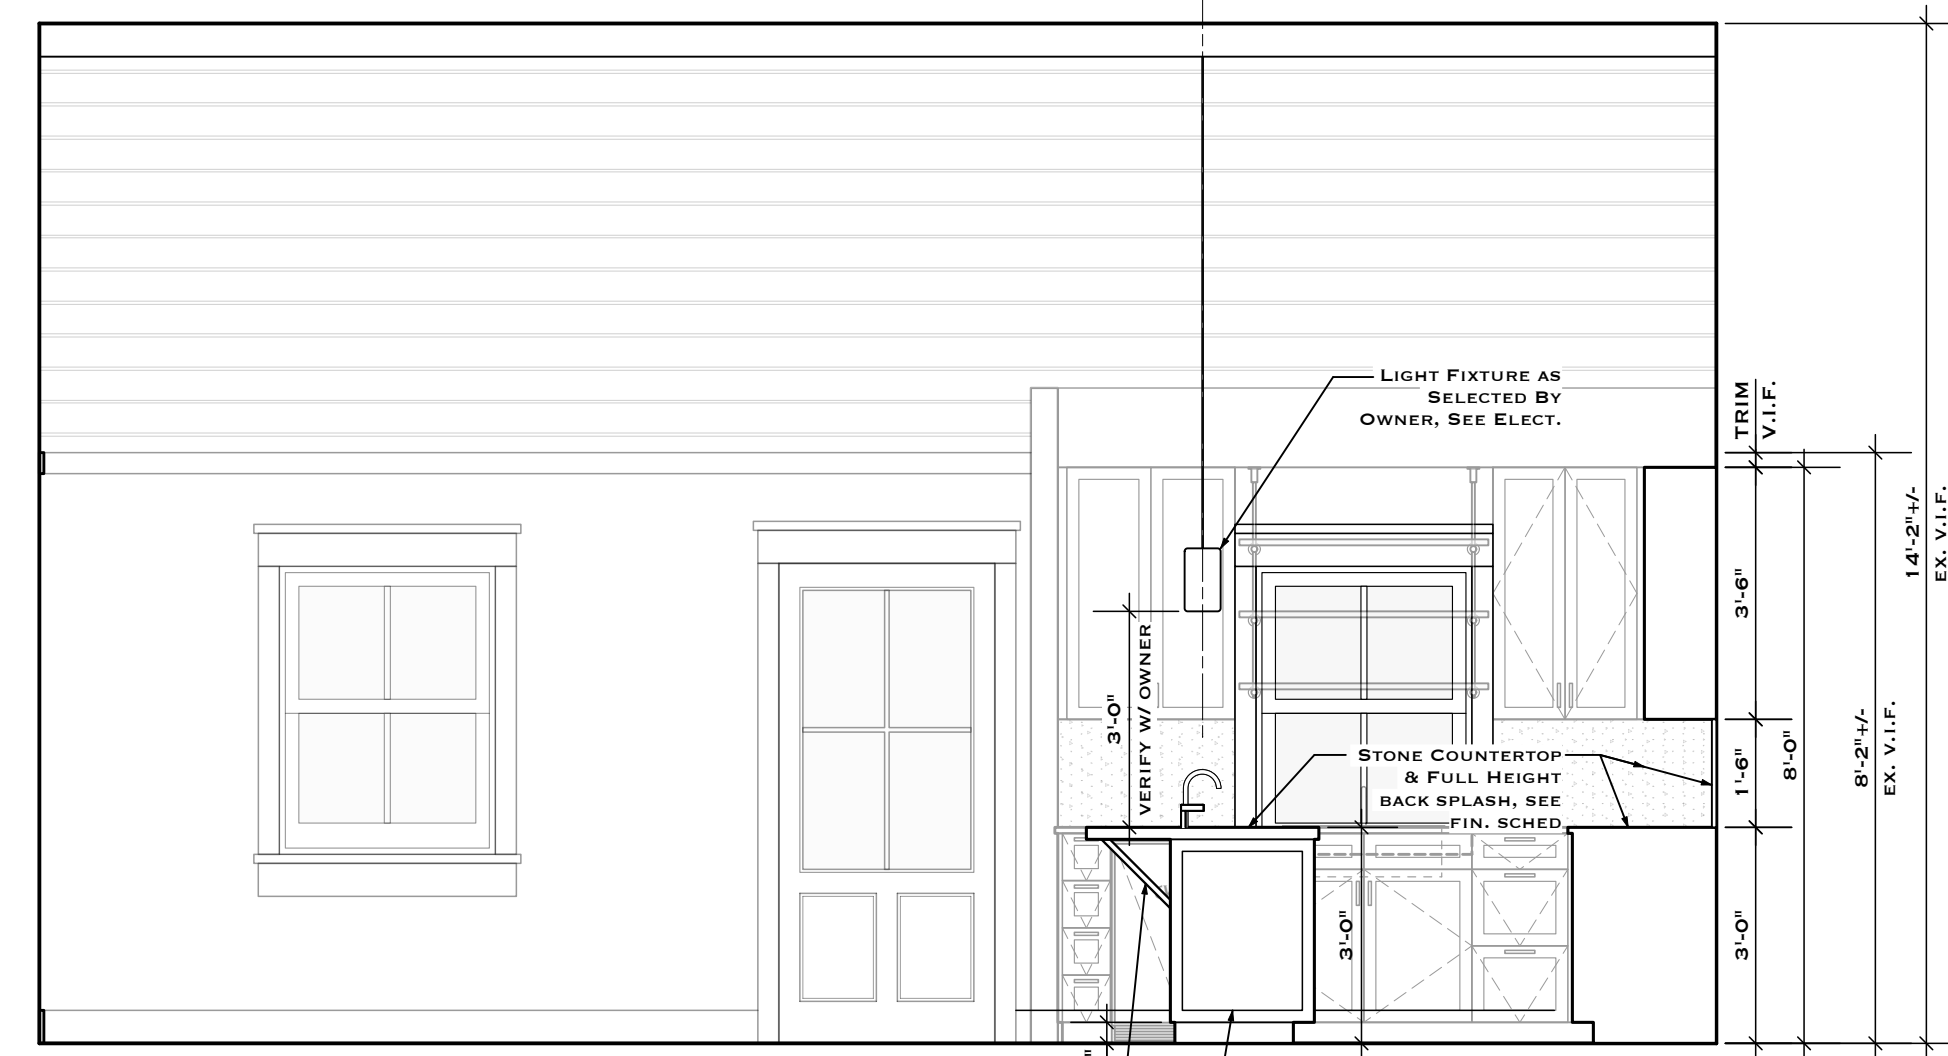 Light Fixture as
Selected By
Owner, See Elect.
TRIM
V.I.F.
14'-2"+/-
EX. V.I.F.
3'-6"
3'-0"
VERIFY W/ OWNER
Stone Countertop
& Full Height
back splash, see
fin. sched
1'-6"
8'-0"
8'-2"+/-
EX. V.I.F.
3'-0"
3'-0"